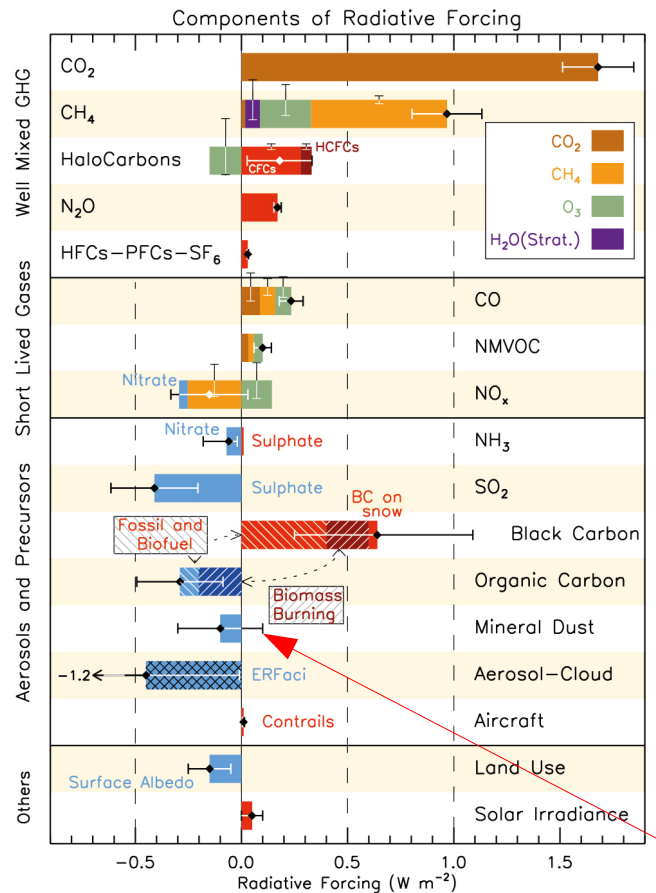 Components of Radiative Forcing
Well Mixed GHG
CO₂
CH₄
HaloCarbons
CFCs
HCFCs
N₂O
HFCs-PFCs-SF₆
CO₂
CH₄
O₃
H₂O(Strat.)
Short Lived Gases
CO
NMVOC
Nitrate
NOₓ
Aerosols and Precursors
Nitrate
Sulphate
NH₃
Sulphate
SO₂
BC on
snow
Fossil and
Biofuel
Black Carbon
Organic Carbon
Biomass
Burning
Mineral Dust
-1.2
ERFaci
Aerosol-Cloud
Contrails
Aircraft
Others
Surface Albedo
Land Use
Solar Irradiance
-0.5 0.0 0.5 1.0 1.5
Radiative Forcing (W m⁻²)